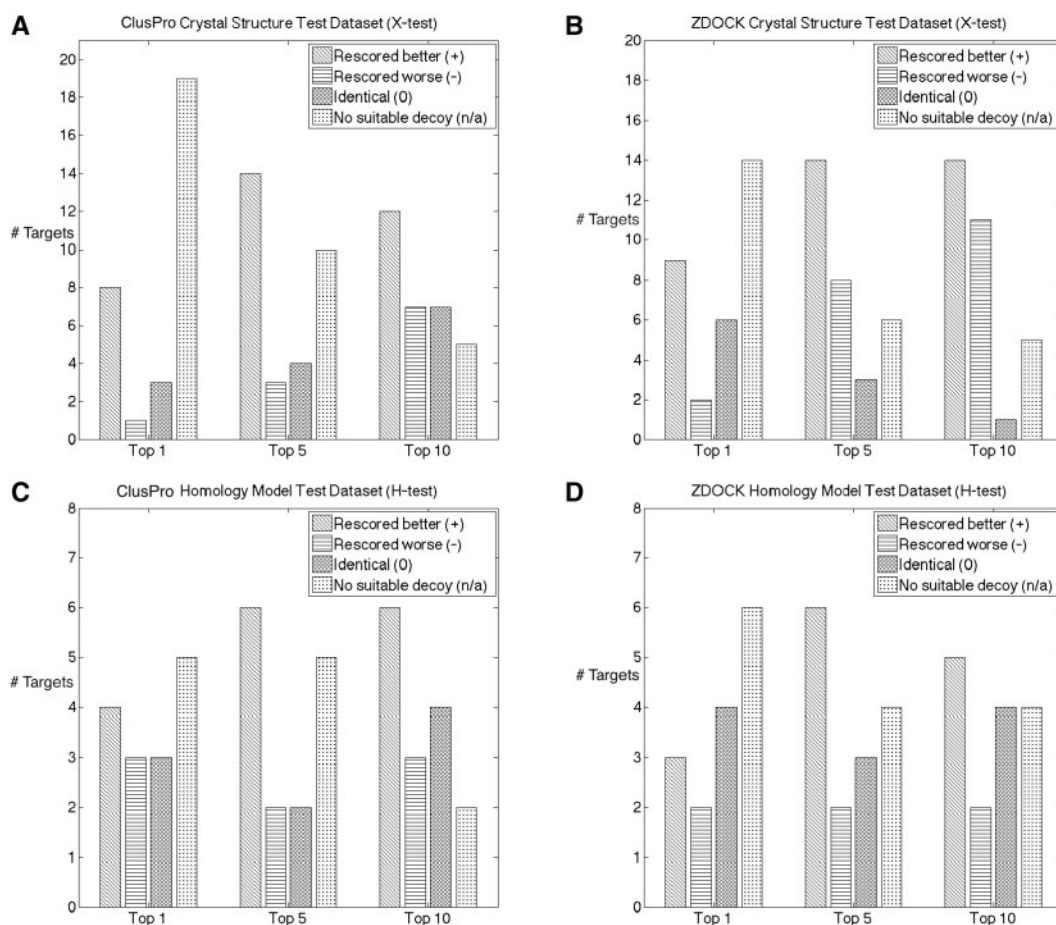 A
ClusPro Crystal Structure Test Dataset (X-test)
20
18
16
14
12
10
8
6
4
2
0
# Targets
Rescored better (+)
Rescored worse (-)
Identical (0)
No suitable decoy (n/a)
Top 1
Top 5
Top 10
B
ZDOCK Crystal Structure Test Dataset (X-test)
20
18
16
14
12
10
8
6
4
2
0
# Targets
Rescored better (+)
Rescored worse (-)
Identical (0)
No suitable decoy (n/a)
Top 1
Top 5
Top 10
C
ClusPro Homology Model Test Dataset (H-test)
8
7
6
5
4
3
2
1
0
# Targets
Rescored better (+)
Rescored worse (-)
Identical (0)
No suitable decoy (n/a)
Top 1
Top 5
Top 10
D
ZDOCK Homology Model Test Dataset (H-test)
8
7
6
5
4
3
2
1
0
# Targets
Rescored better (+)
Rescored worse (-)
Identical (0)
No suitable decoy (n/a)
Top 1
Top 5
Top 10